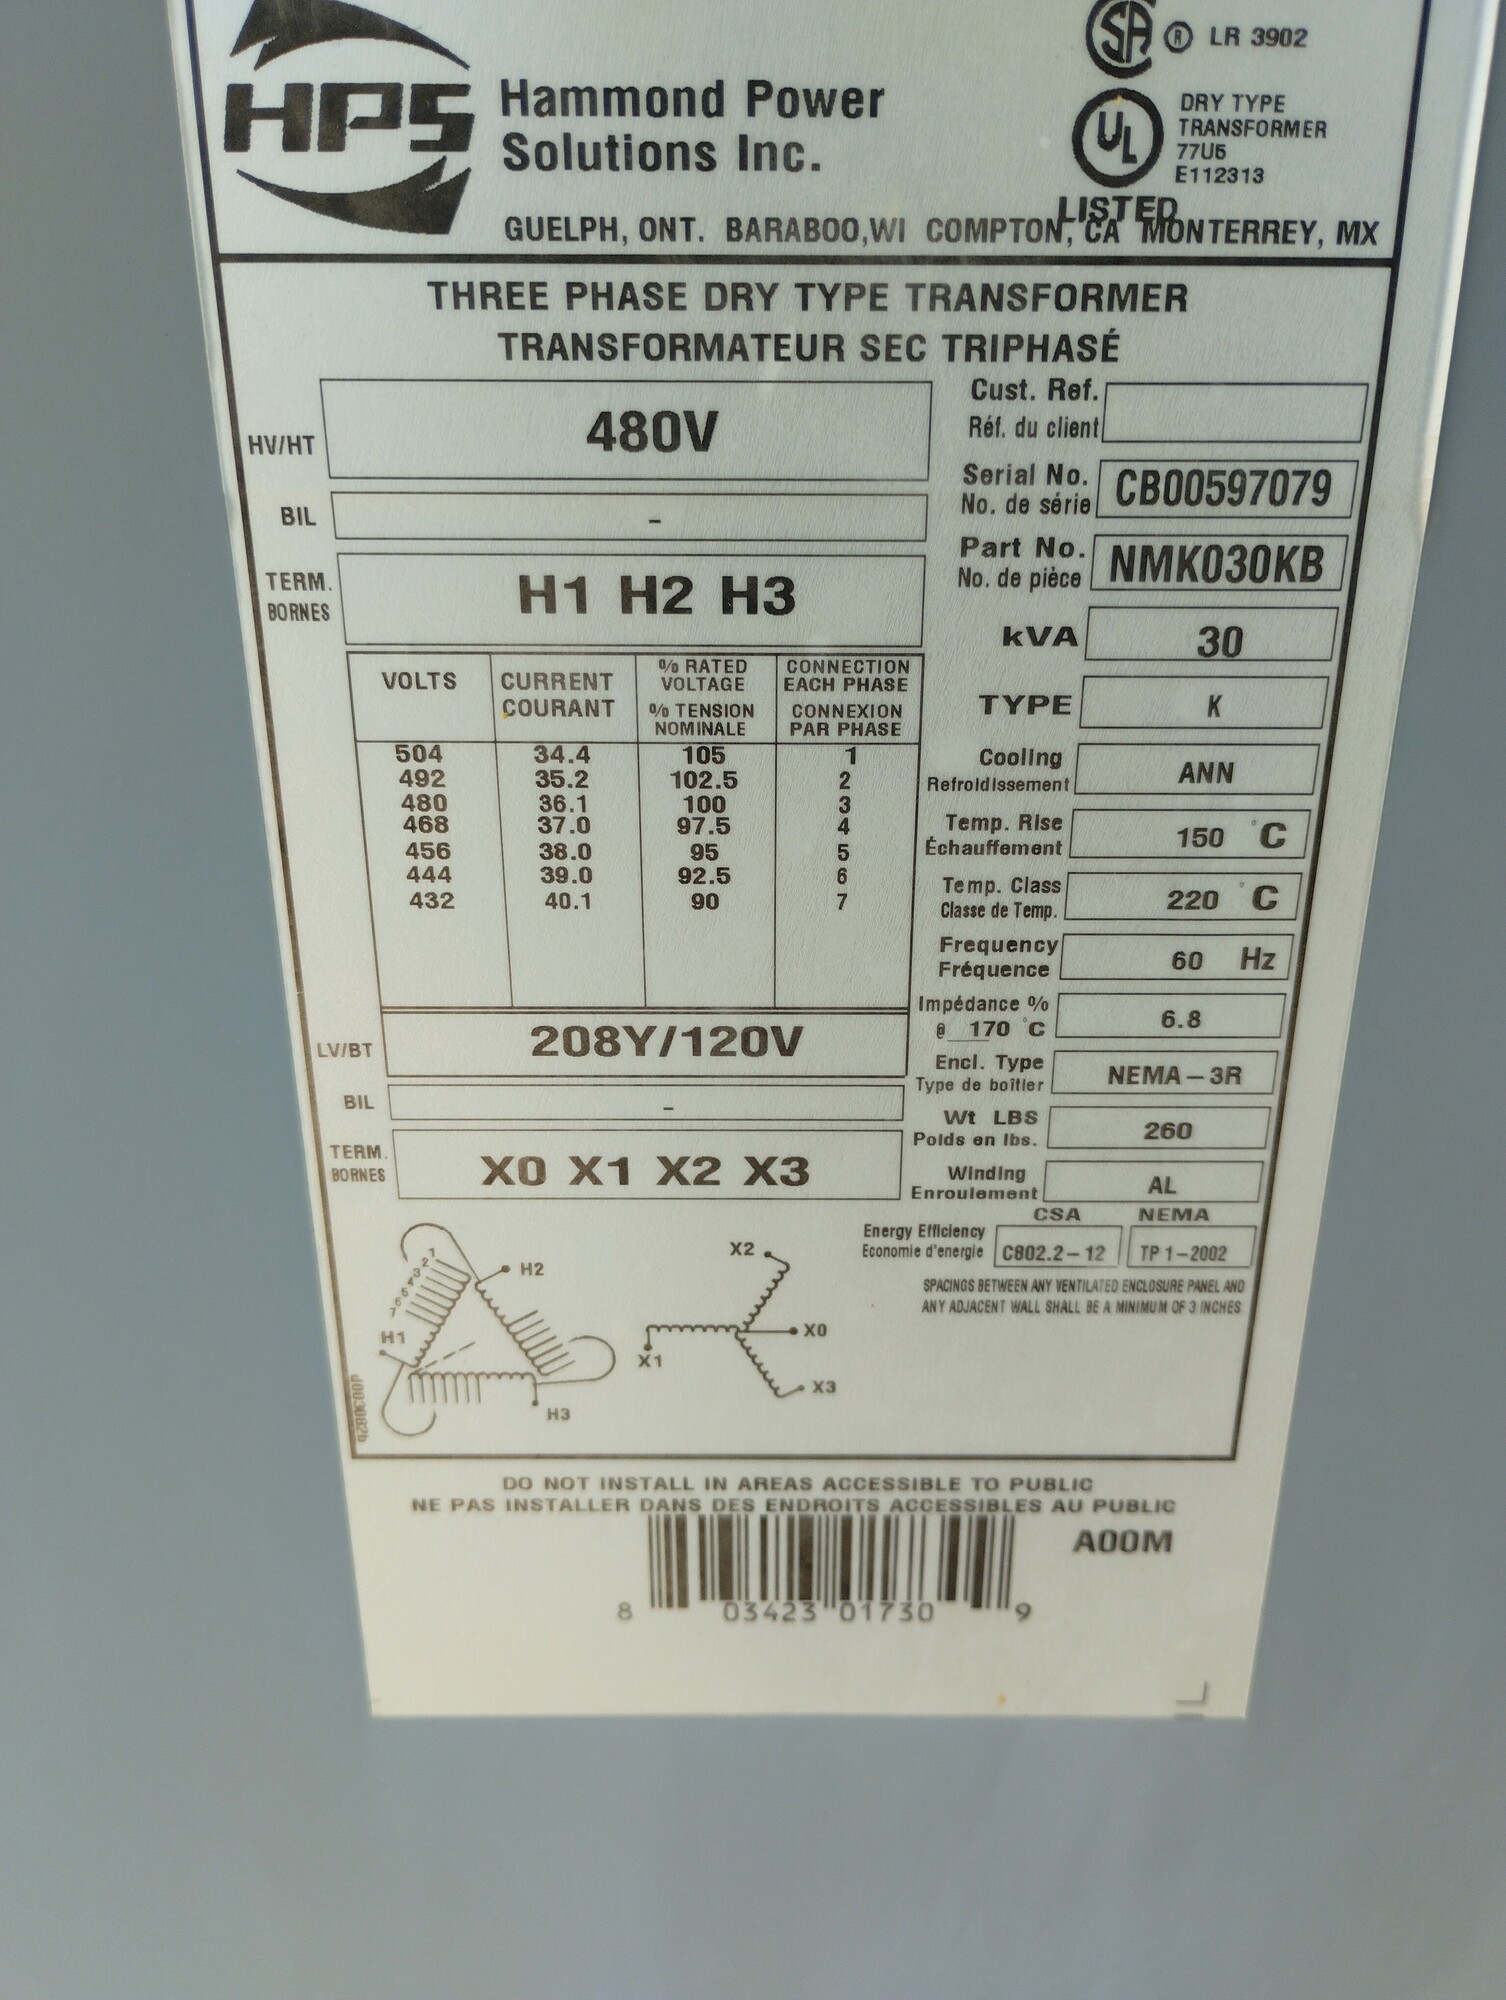 HPS
Hammond Power
Solutions Inc.
SA ® LR 3902
UL
DRY TYPE
TRANSFORMER
77U5
E112313
LISTED
GUELPH, ONT. BARABOO,WI COMPTON, CA MONTERREY, MX
THREE PHASE DRY TYPE TRANSFORMER
TRANSFORMATEUR SEC TRIPHASÉ
HV/HT 480V
BIL -
TERM. BORNES H1 H2 H3
VOLTS CURRENT COURANT % RATED VOLTAGE % TENSION NOMINALE CONNECTION EACH PHASE CONNEXION PAR PHASE
504 34.4 105 1
492 35.2 102.5 2
480 36.1 100 3
468 37.0 97.5 4
456 38.0 95 5
444 39.0 92.5 6
432 40.1 90 7
LV/BT 208Y/120V
BIL -
TERM. BORNES X0 X1 X2 X3
Cust. Ref.
Réf. du client
Serial No.
No. de série CB00597079
Part No.
No. de pièce NMK030KB
kVA 30
TYPE K
Cooling
Refroidissement ANN
Temp. Rise
Échauffement 150 °C
Temp. Class
Classe de Temp. 220 °C
Frequency
Fréquence 60 Hz
Impédance %
@ 170 °C 6.8
Encl. Type
Type de boîtier NEMA-3R
Wt LBS
Poids en lbs. 260
Winding
Enroulement AL
CSA NEMA
Energy Efficiency
Economie d'energie C802.2-12 TP 1-2002
SPACINGS BETWEEN ANY VENTILATED ENCLOSURE PANEL AND
ANY ADJACENT WALL SHALL BE A MINIMUM OF 3 INCHES
1 2 3 4 5 6 7
H1
H2
H3
X2
X0
X1
X3
d003082b
DO NOT INSTALL IN AREAS ACCESSIBLE TO PUBLIC
NE PAS INSTALLER DANS DES ENDROITS ACCESSIBLES AU PUBLIC
A00M
8 03423 01730 9